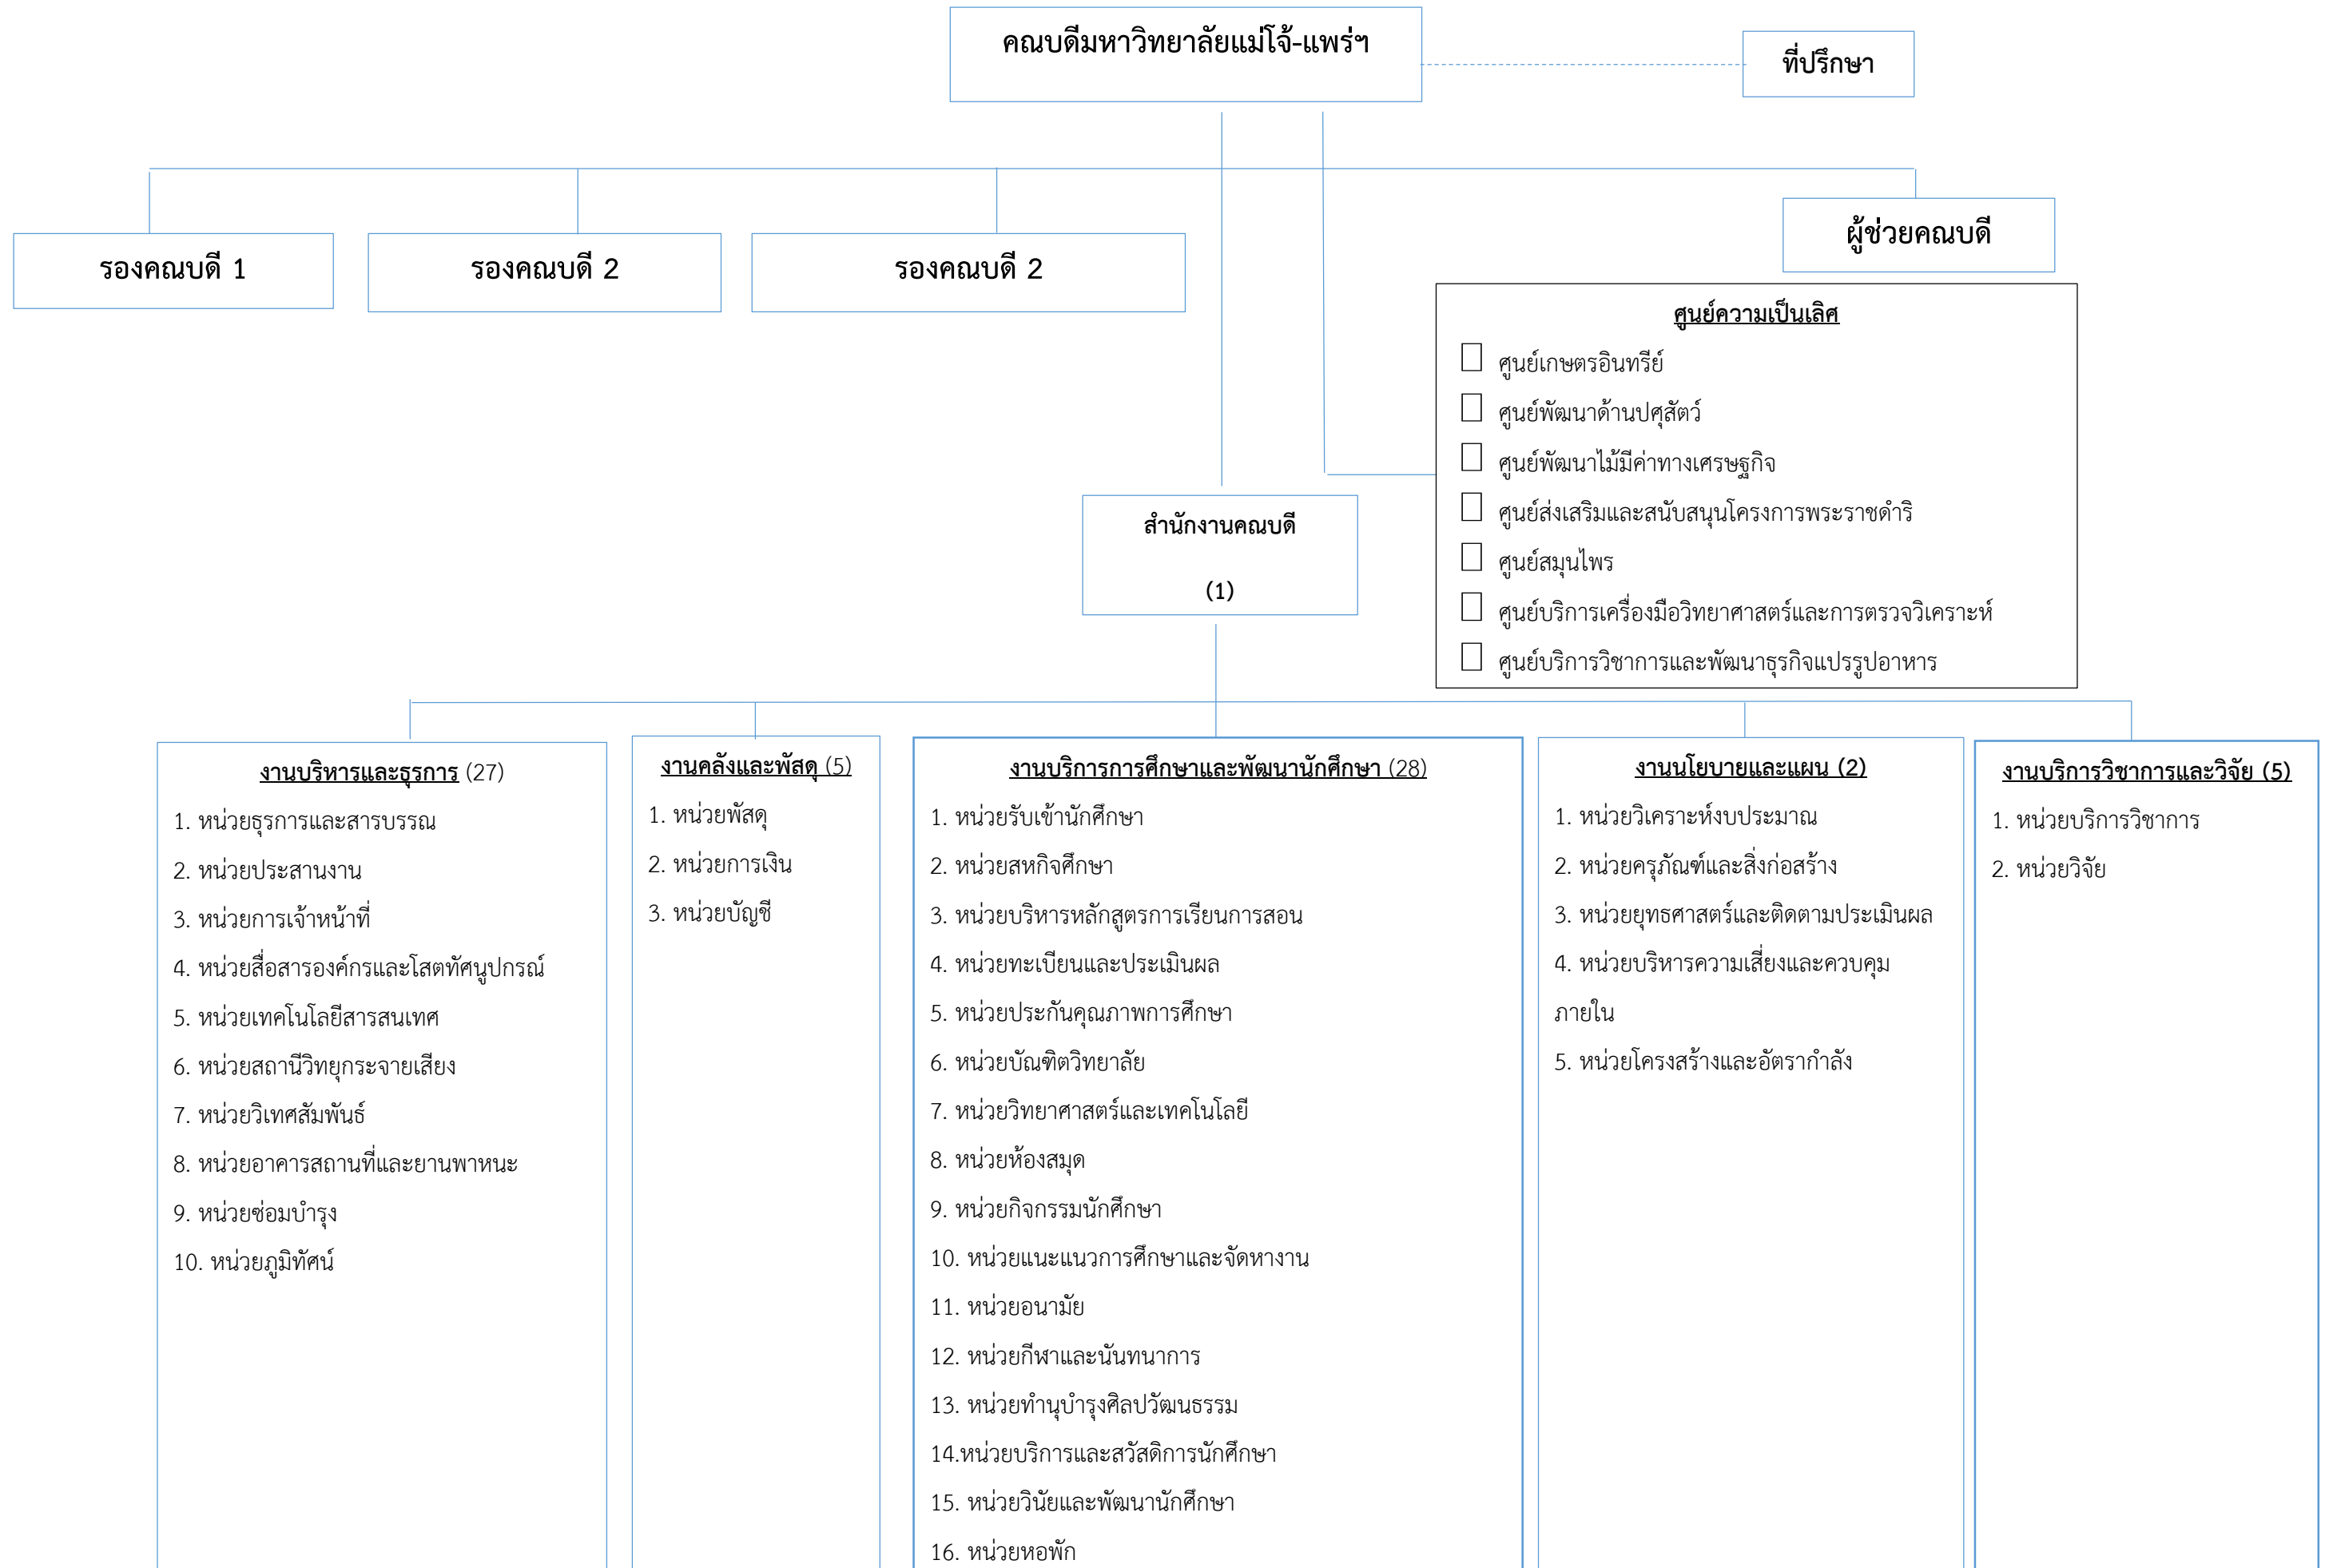 คณบดีมหาวิทยาลัยแม่โจ้-แพร่ฯ
ที่ปรึกษา
รองคณบดี 1
รองคณบดี 2
รองคณบดี 2
ผู้ช่วยคณบดี
ศูนย์ความเป็นเลิศ
ศูนย์เกษตรอินทรีย์
ศูนย์พัฒนาด้านปศุสัตว์
ศูนย์พัฒนาไม้มีค่าทางเศรษฐกิจ
ศูนย์ส่งเสริมและสนับสนุนโครงการพระราชดำริ
ศูนย์สมุนไพร
ศูนย์บริการเครื่องมือวิทยาศาสตร์และการตรวจวิเคราะห์
ศูนย์บริการวิชาการและพัฒนาธุรกิจแปรรูปอาหาร
สำนักงานคณบดี
(1)
งานบริหารและธุรการ (27)
1. หน่วยธุรการและสารบรรณ
2. หน่วยประสานงาน
3. หน่วยการเจ้าหน้าที่
4. หน่วยสื่อสารองค์กรและโสตทัศนูปกรณ์
5. หน่วยเทคโนโลยีสารสนเทศ
6. หน่วยสถานีวิทยุกระจายเสียง
7. หน่วยวิเทศสัมพันธ์
8. หน่วยอาคารสถานที่และยานพาหนะ
9. หน่วยซ่อมบำรุง
10. หน่วยภูมิทัศน์
งานคลังและพัสดุ (5)
1. หน่วยพัสดุ
2. หน่วยการเงิน
3. หน่วยบัญชี
งานบริการการศึกษาและพัฒนานักศึกษา (28)
1. หน่วยรับเข้านักศึกษา
2. หน่วยสหกิจศึกษา
3. หน่วยบริหารหลักสูตรการเรียนการสอน
4. หน่วยทะเบียนและประเมินผล
5. หน่วยประกันคุณภาพการศึกษา
6. หน่วยบัณฑิตวิทยาลัย
7. หน่วยวิทยาศาสตร์และเทคโนโลยี
8. หน่วยห้องสมุด
9. หน่วยกิจกรรมนักศึกษา
10. หน่วยแนะแนวการศึกษาและจัดหางาน
11. หน่วยอนามัย
12. หน่วยกีฬาและนันทนาการ
13. หน่วยทำนุบำรุงศิลปวัฒนธรรม
14.หน่วยบริการและสวัสดิการนักศึกษา
15. หน่วยวินัยและพัฒนานักศึกษา
16. หน่วยหอพัก
งานนโยบายและแผน (2)
1. หน่วยวิเคราะห์งบประมาณ
2. หน่วยครุภัณฑ์และสิ่งก่อสร้าง
3. หน่วยยุทธศาสตร์และติดตามประเมินผล
4. หน่วยบริหารความเสี่ยงและควบคุม
ภายใน
5. หน่วยโครงสร้างและอัตรากำลัง
งานบริการวิชาการและวิจัย (5)
1. หน่วยบริการวิชาการ
2. หน่วยวิจัย